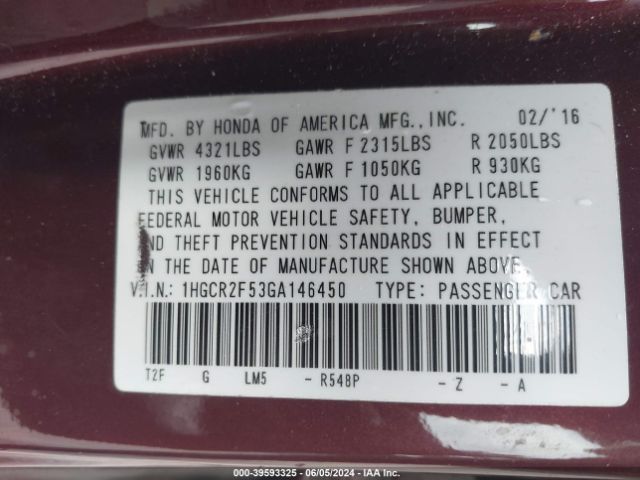 MFD. BY HONDA OF AMERICA MFG., INC. 02/'16
GVWR 4321LBS GAWR F 2315LBS R 2050LBS
GVWR 1960KG GAWR F 1050KG R 930KG
THIS VEHICLE CONFORMS TO ALL APPLICABLE
FEDERAL MOTOR VEHICLE SAFETY, BUMPER,
AND THEFT PREVENTION STANDARDS IN EFFECT
ON THE DATE OF MANUFACTURE SHOWN ABOVE.
V.I.N.: 1HGCR2F53GA146450 TYPE: PASSENGER CAR
T2F G LM5 - R548P - Z - A
000-39593325 - 06/05/2024 - IAA Inc.